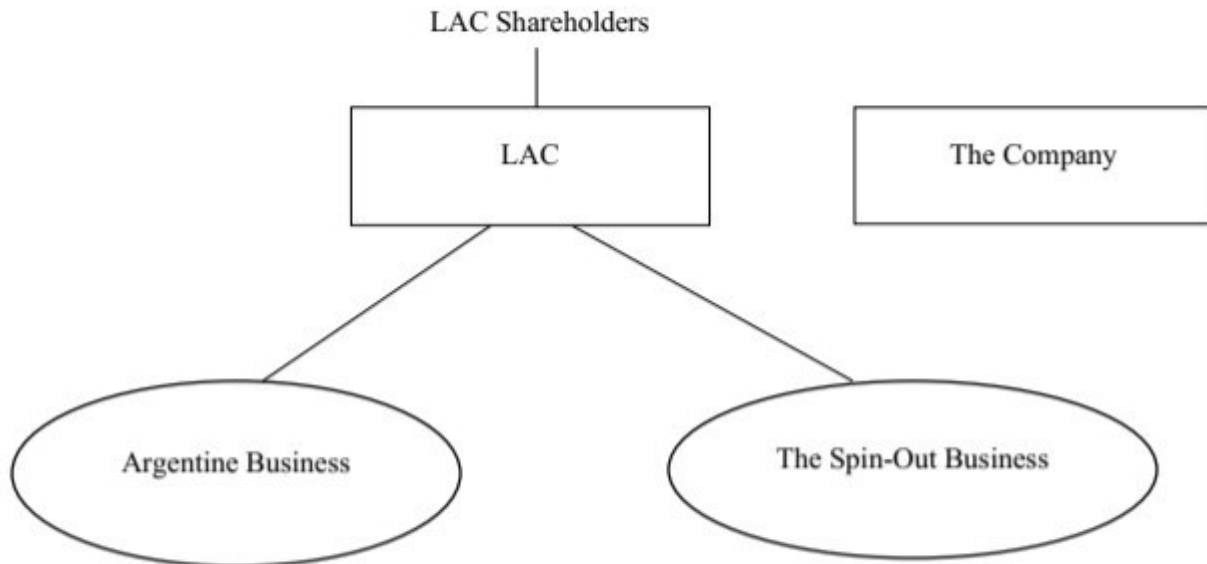 LAC Shareholders
LAC
The Company
Argentine Business
The Spin-Out Business